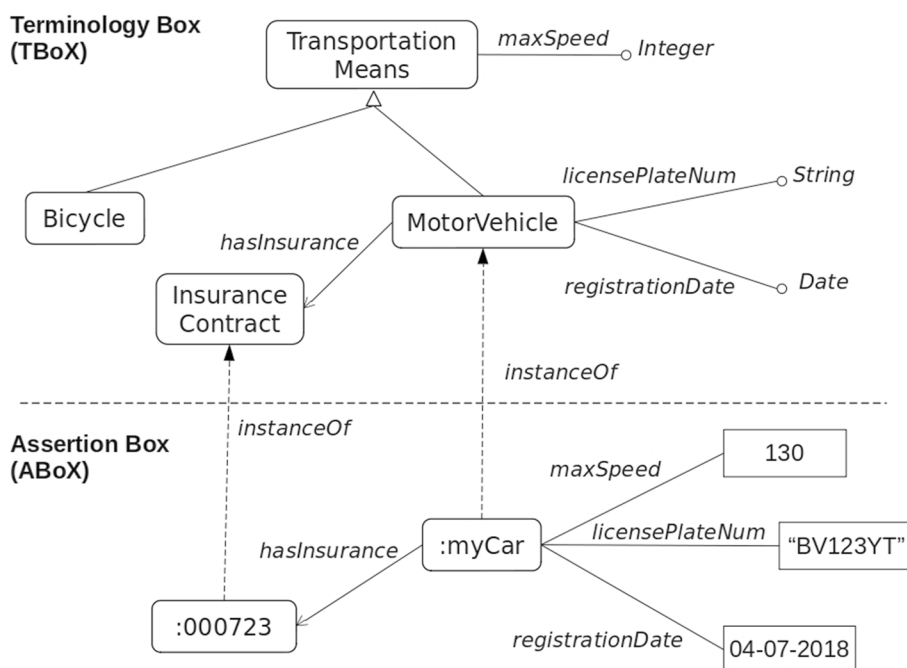 Terminology Box
(TBoX)
Transportation
Means
maxSpeed
Integer
Bicycle
MotorVehicle
licensePlateNum
String
hasInsurance
registrationDate
Date
Insurance
Contract
instanceOf
instanceOf
Assertion Box
(ABoX)
maxSpeed
130
:myCar
licensePlateNum
“BV123YT”
hasInsurance
:000723
registrationDate
04-07-2018